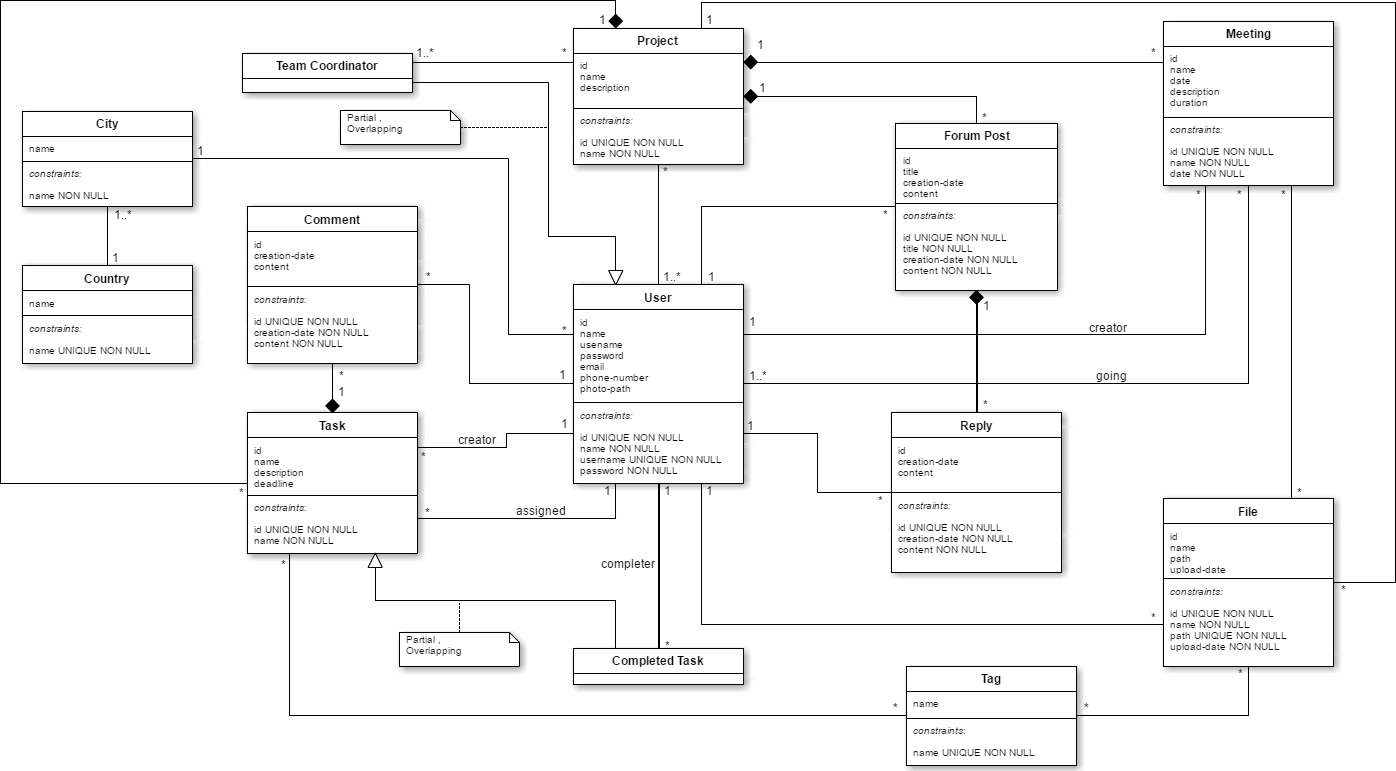 1
1
Project
id
name
description
constraints:
id UNIQUE NON NULL
name NON NULL
1
*
Meeting
id
name
date
description
duration
constraints:
id UNIQUE NON NULL
name NON NULL
date NON NULL
Team Coordinator
1..*
*
Partial ,
Overlapping
1
*
Forum Post
id
title
creation-date
content
constraints:
id UNIQUE NON NULL
title NON NULL
creation-date NON NULL
content NON NULL
City
name
constraints:
name NON NULL
1
1..*
1
Country
name
constraints:
name UNIQUE NON NULL
Comment
id
creation-date
content
constraints:
id UNIQUE NON NULL
creation-date NON NULL
content NON NULL
*
*
1
*
1..*
1
*
*
*
*
User
id
name
usename
password
email
phone-number
photo-path
constraints:
id UNIQUE NON NULL
name NON NULL
username UNIQUE NON NULL
password NON NULL
*
1
1
creator
1..*
going
1
*
Task
id
name
description
deadline
constraints:
id UNIQUE NON NULL
name NON NULL
*
creator
*
1
*
assigned
1
1
1
1
*
Reply
id
creation-date
content
constraints:
id UNIQUE NON NULL
creation-date NON NULL
content NON NULL
*
File
id
name
path
upload-date
constraints:
id UNIQUE NON NULL
name NON NULL
path UNIQUE NON NULL
upload-date NON NULL
*
*
*
completer
Partial ,
Overlapping
*
Completed Task
*
Tag
name
constraints:
name UNIQUE NON NULL
*
*